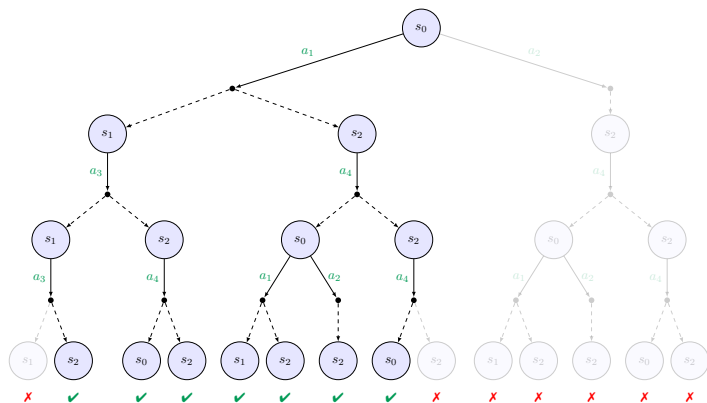 s₀
a₁ a₂
s₁ s₂ s₂
a₃ a₄ a₄
s₁ s₂ s₀ s₂ s₀ s₂
a₃ a₄ a₁ a₂ a₄ a₁ a₂ a₄
s₁ s₂ s₀ s₂ s₁ s₂ s₂ s₀ s₂ s₁ s₂ s₂ s₀ s₂
✗ ✔ ✔ ✔ ✔ ✔ ✔ ✔ ✗ ✗ ✗ ✗ ✗ ✗